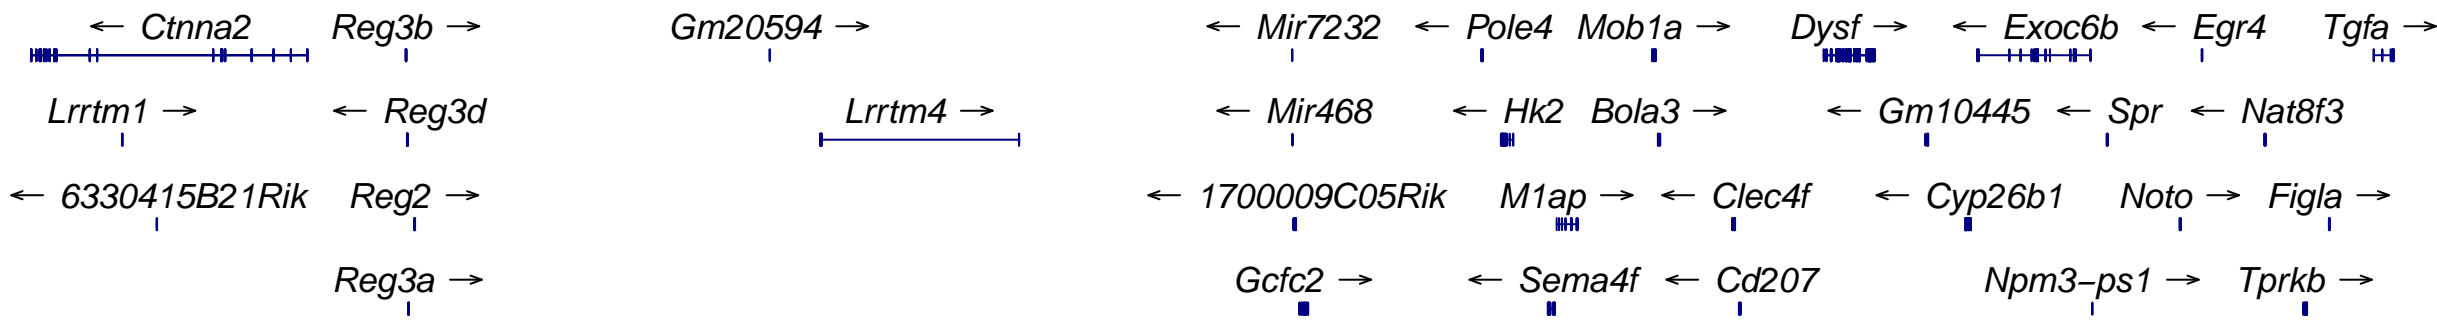 ← Ctnna2 Reg3b → Gm20594 → ← Mir7232 ← Pole4 Mob1a → Dysf → ← Exoc6b ← Egr4 Tgfa →
Lrrtm1 → ← Reg3d Lrrtm4 → ← Mir468 ← Hk2 Bola3 → ← Gm10445 ← Spr ← Nat8f3
← 6330415B21Rik Reg2 → ← 1700009C05Rik M1ap → ← Clec4f ← Cyp26b1 Noto → Figla →
Reg3a → Gcfc2 → ← Sema4f ← Cd207 Npm3−ps1 → Tprkb →